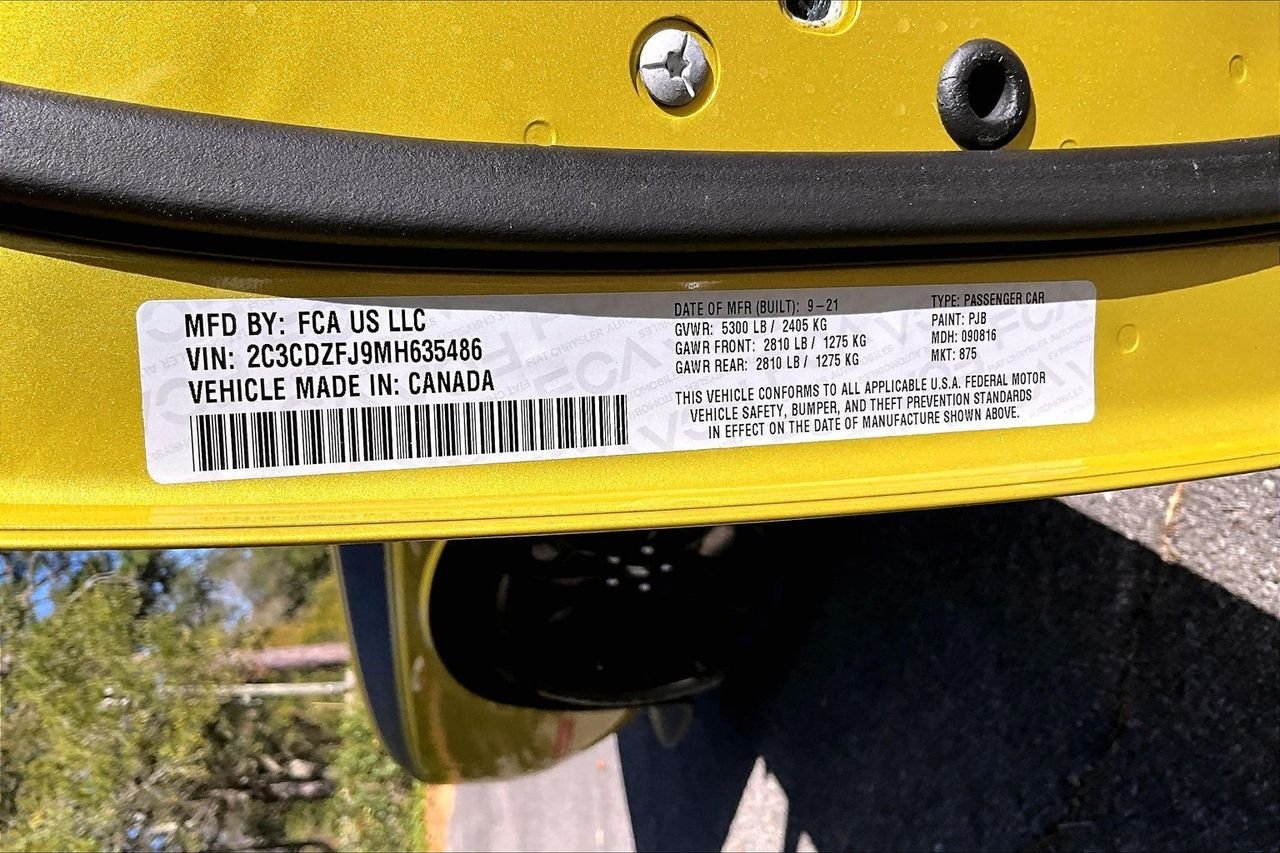 MFD BY: FCA US LLC
VIN: 2C3CDZFJ9MH635486
VEHICLE MADE IN: CANADA
DATE OF MFR (BUILT): 9-21
GVWR: 5300 LB / 2405 KG
GAWR FRONT: 2810 LB / 1275 KG
GAWR REAR: 2810 LB / 1275 KG
TYPE: PASSENGER CAR
PAINT: PJB
MDH: 090816
MKT: 875
THIS VEHICLE CONFORMS TO ALL APPLICABLE U.S.A. FEDERAL MOTOR
VEHICLE SAFETY, BUMPER, AND THEFT PREVENTION STANDARDS
IN EFFECT ON THE DATE OF MANUFACTURE SHOWN ABOVE.